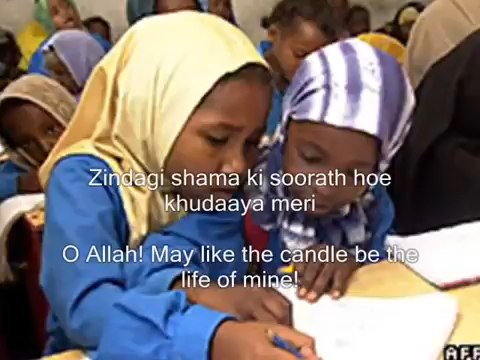 Zindagi shama ki soorath hoe
khudaaya meri
O Allah! May like the candle be the
life of mine!
AFP